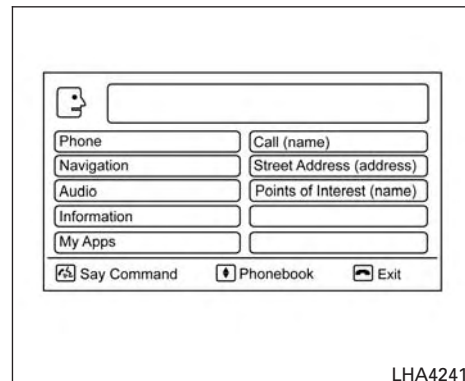 Phone Call (name)
Navigation Street Address (address)
Audio Points of Interest (name)
Information
My Apps
Say Command Phonebook Exit
LHA4241